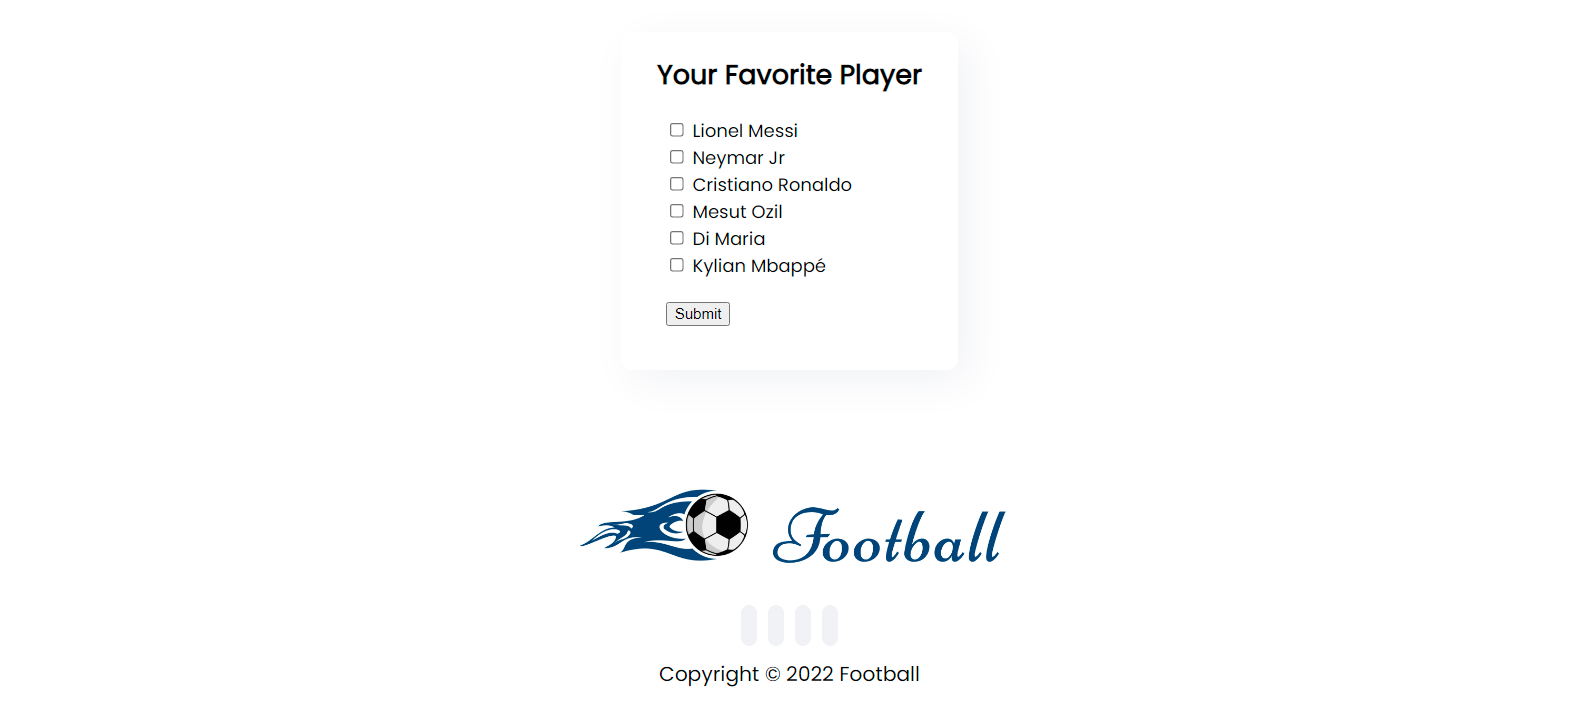 Your Favorite Player
Lionel Messi
Neymar Jr
Cristiano Ronaldo
Mesut Ozil
Di Maria
Kylian Mbappé
Submit
Football
Copyright © 2022 Football